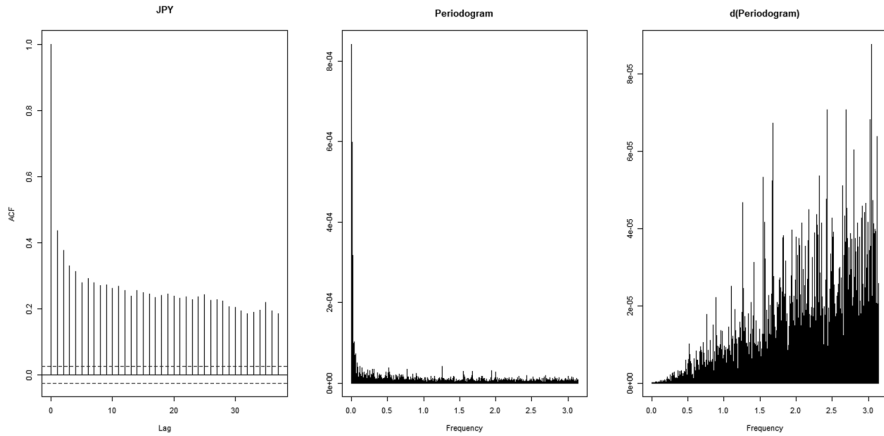 JPY
ACF
1.0
0.8
0.6
0.4
0.2
0.0
0
10
20
30
Lag
Periodogram
8e-04
6e-04
4e-04
2e-04
0e+00
0.0
0.5
1.0
1.5
2.0
2.5
3.0
Frequency
d(Periodogram)
8e-05
6e-05
4e-05
2e-05
0e+00
0.0
0.5
1.0
1.5
2.0
2.5
3.0
Frequency